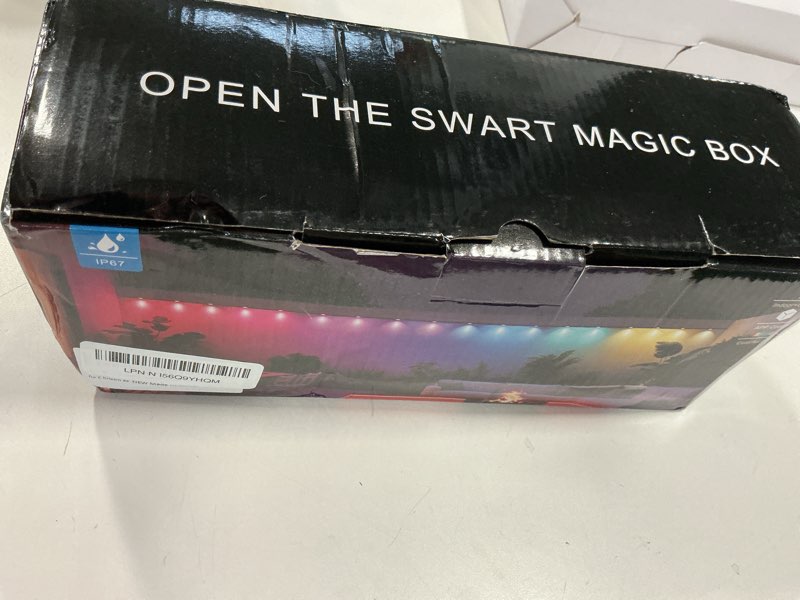 OPEN THE SWART MAGIC BOX
IP67
LPN N I56Q9YHQM